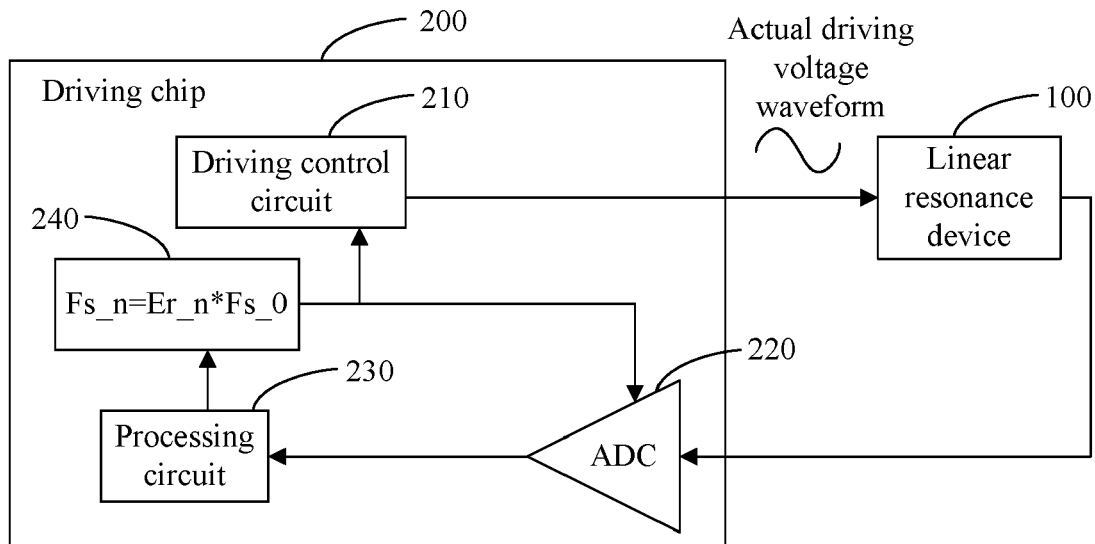 200
Actual driving
voltage
waveform
Driving chip
210
100
Driving control
circuit
Linear
resonance
device
240
Fs_n=Er_n*Fs_0
220
230
Processing
circuit
ADC